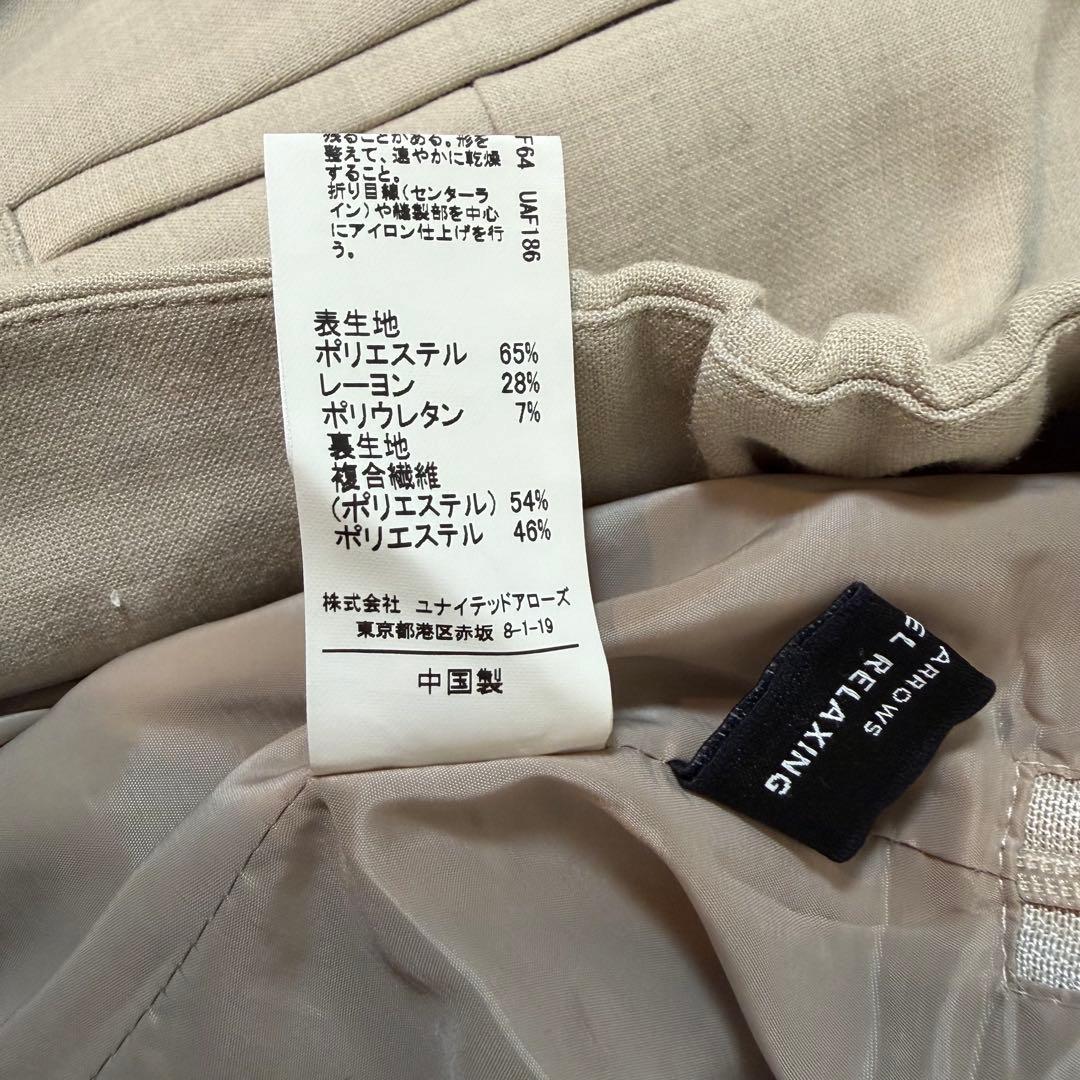 残ることがある。形を
整えて、速やかに乾燥
すること。
折り目線(センターラ
イン)や縫製部を中心
にアイロン仕上げを行
う。
F64 UAF186
表生地
ポリエステル 65%
レーヨン 28%
ポリウレタン 7%
裏生地
複合繊維
(ポリエステル) 54%
ポリエステル 46%
株式会社 ユナイテッドアローズ
東京都港区赤坂 8-1-19
中国製
ARROWS
EL RELAXING